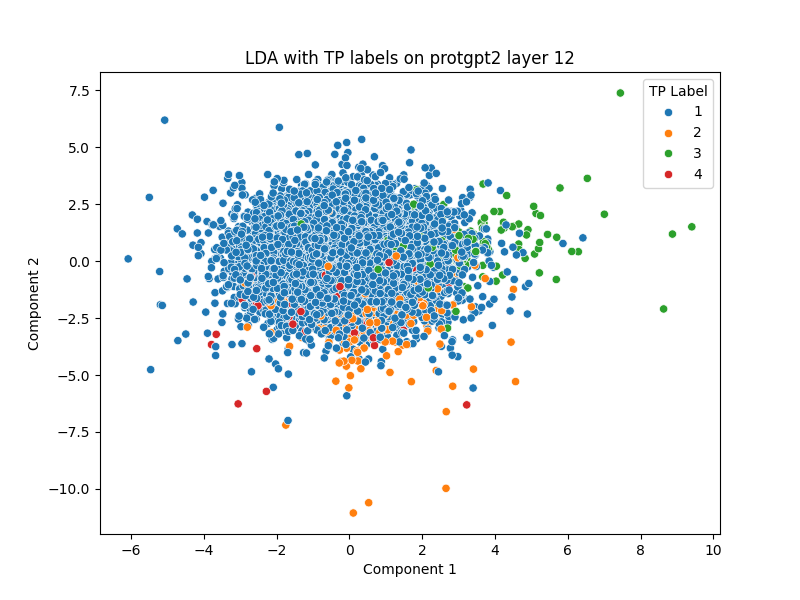 LDA with TP labels on protgpt2 layer 12
TP Label
1
2
3
4
7.5
5.0
2.5
0.0
−2.5
−5.0
−7.5
−10.0
Component 2
−6 −4 −2 0 2 4 6 8 10
Component 1